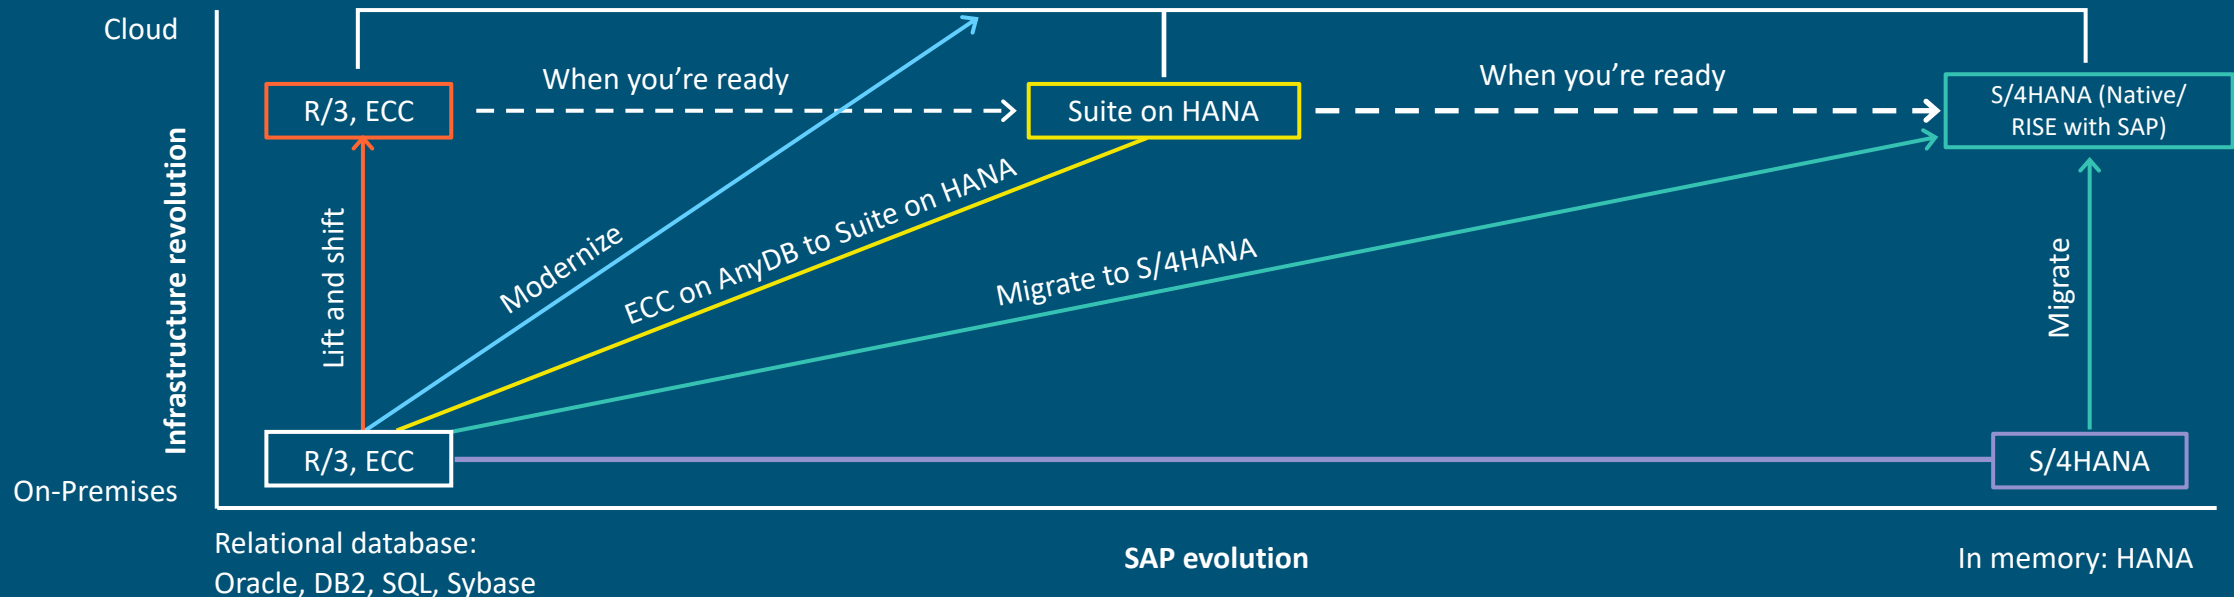 Cloud
When you’re ready
When you’re ready
R/3, ECC
Suite on HANA
S/4HANA (Native/
RISE with SAP)
Infrastructure revolution
Lift and shift
Modernize
ECC on AnyDB to Suite on HANA
Migrate to S/4HANA
Migrate
R/3, ECC
S/4HANA
On-Premises
Relational database:
Oracle, DB2, SQL, Sybase
SAP evolution
In memory: HANA